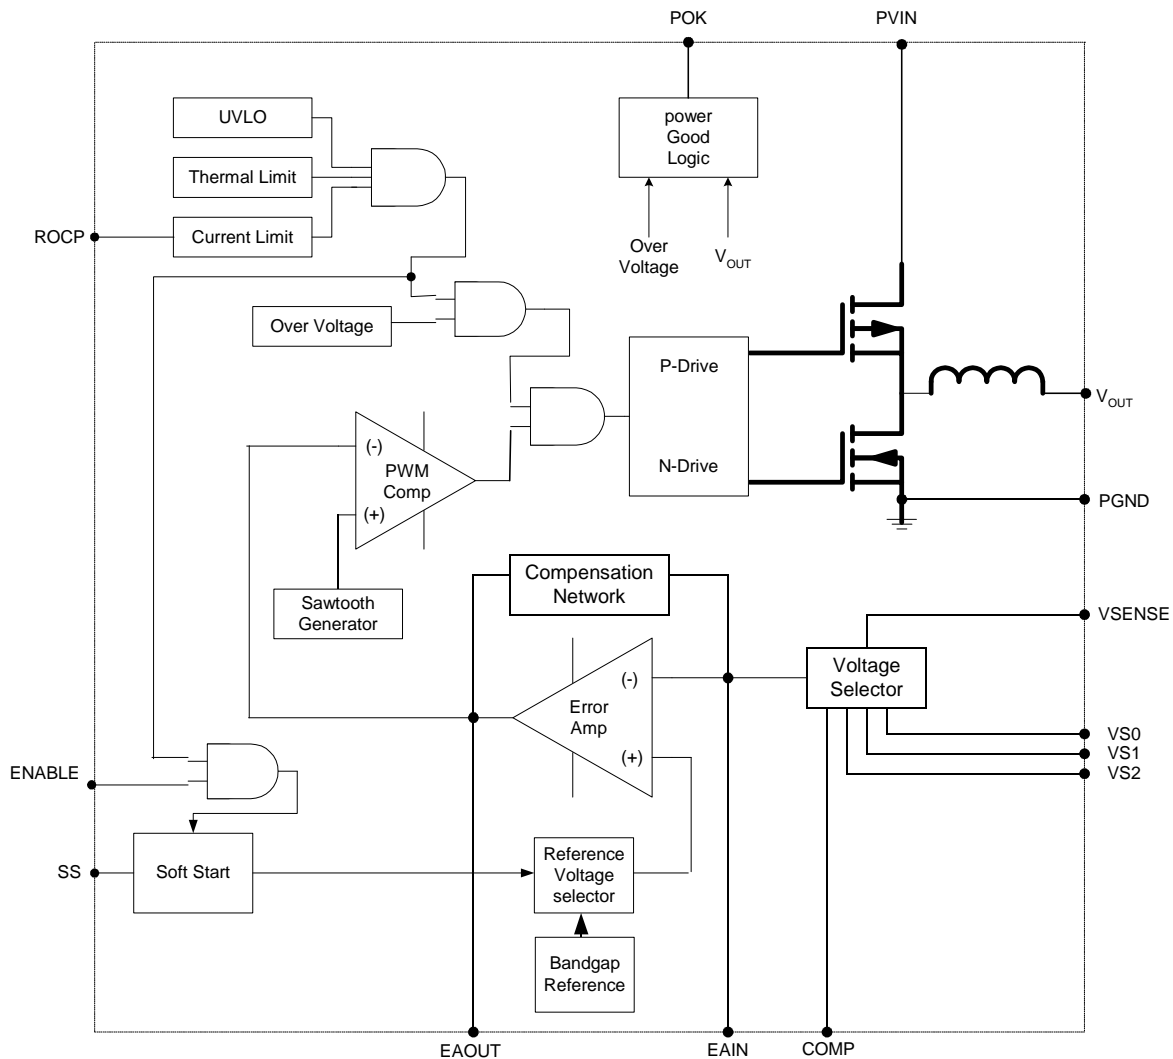 POK
PVIN
UVLO
power
Good
Logic
Thermal Limit
ROCP
Current Limit
Over
Voltage
VOUT
Over Voltage
P-Drive
VOUT
(-)
PWM
Comp
N-Drive
(+)
PGND
Compensation
Network
Sawtooth
Generator
VSENSE
Voltage
Selector
(-)
Error
Amp
(+)
VS0
VS1
VS2
ENABLE
SS
Soft Start
Reference
Voltage
selector
Bandgap
Reference
EAOUT
EAIN
COMP